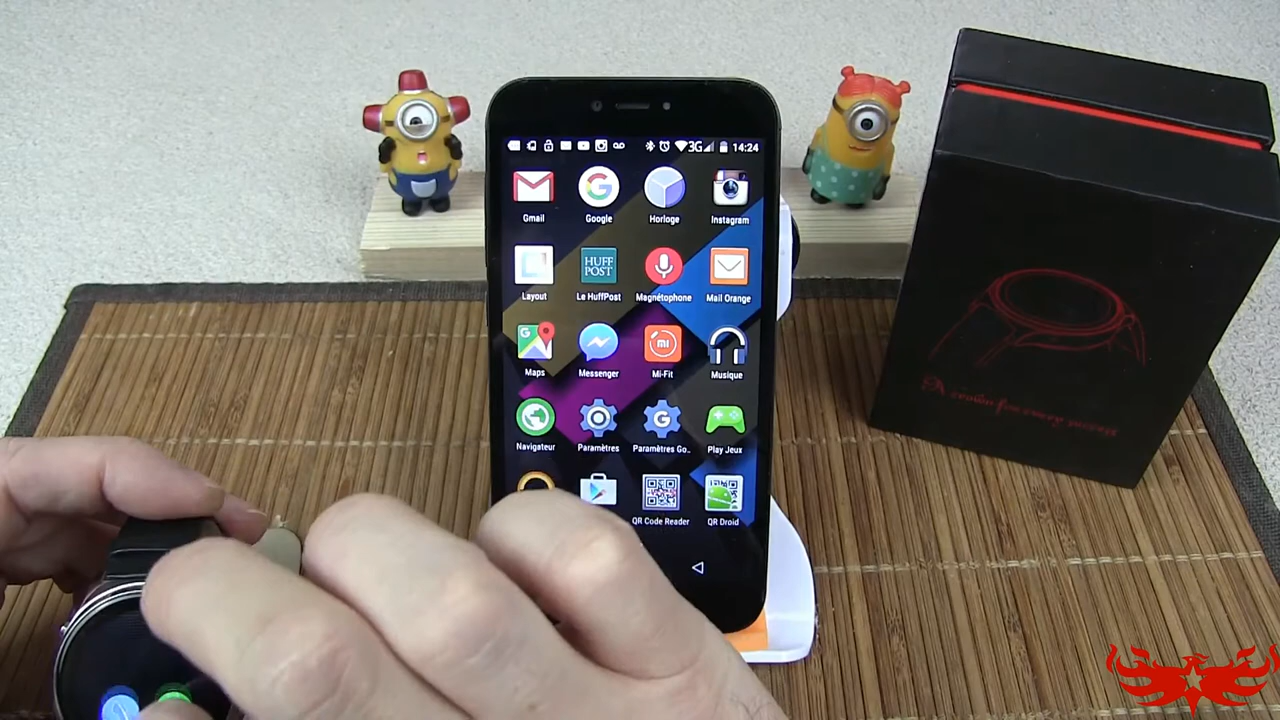 3G 14:24
Gmail Google Horloge Instagram
HUFF
POST
Layout Le HuffPost Magnétophone Mail Orange
G mi
Maps Messenger Mi-Fit Musique
G
Navigateur Paramètres Paramètres Go.. Play Jeux
QR Code Reader QR Droid